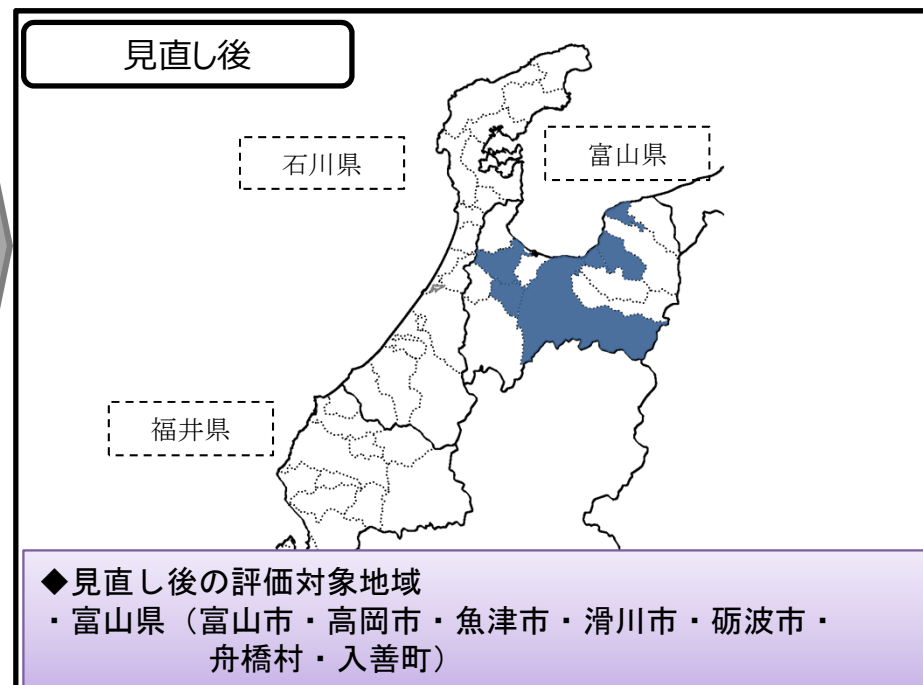 見直し後
石川県
富山県
福井県
◆見直し後の評価対象地域
・富山県（富山市・高岡市・魚津市・滑川市・砺波市・
舟橋村・入善町）